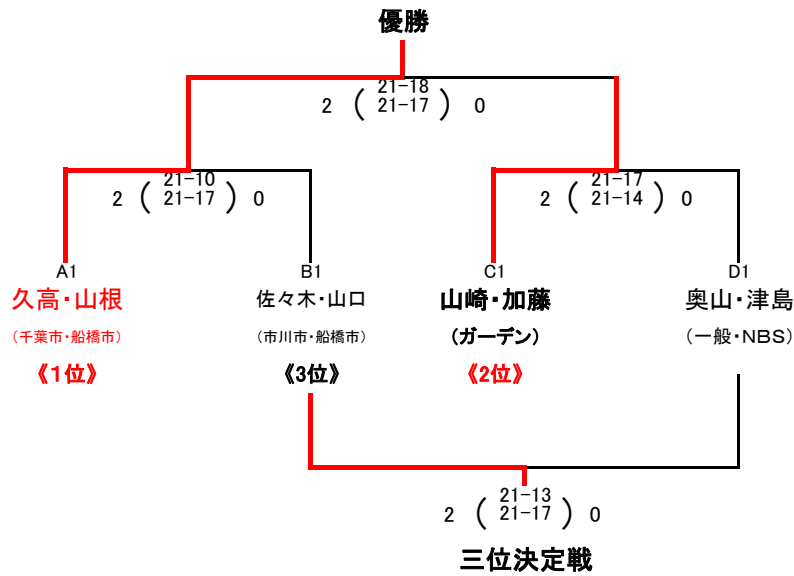 優勝
21-18
2 ( 21-17 ) 0
21-10
2 ( 21-17 ) 0
21-17
2 ( 21-14 ) 0
A1 B1 C1 D1
久高・山根 佐々木・山口 山崎・加藤 奥山・津島
(千葉市・船橋市) (市川市・船橋市) (ガーデン) (一般・NBS)
《1位》 《3位》 《2位》
21-13
2 ( 21-17 ) 0
三位決定戦